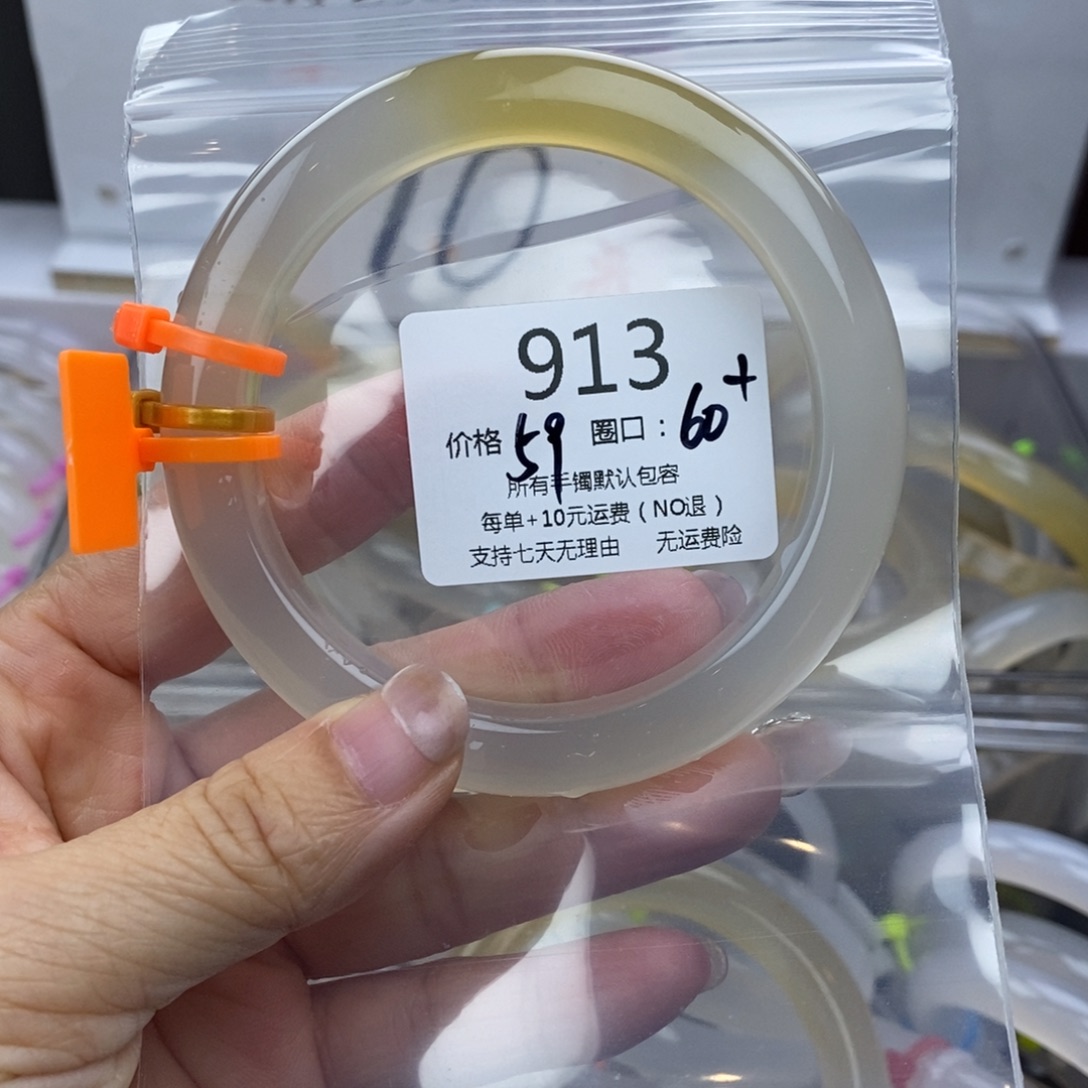 10
913
价格 59 圈口：60+
所有手镯默认包容
每单+10元运费（NO退）
支持七天无理由 无运费险